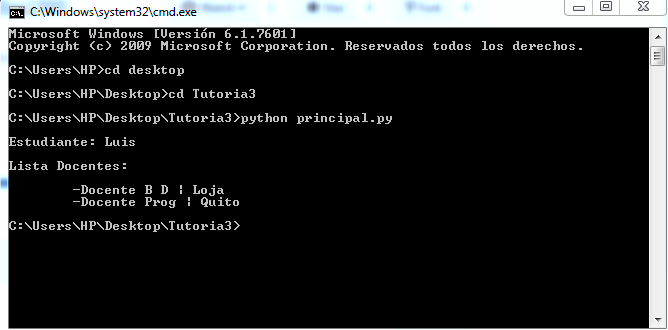 C:\Windows\system32\cmd.exe
Microsoft Windows [Versión 6.1.7601]
Copyright (c) 2009 Microsoft Corporation. Reservados todos los derechos.
C:\Users\HP>cd desktop
C:\Users\HP\Desktop>cd Tutoria3
C:\Users\HP\Desktop\Tutoria3>python principal.py
Estudiante: Luis
Lista Docentes:
-Docente B D ¦ Loja
-Docente Prog ¦ Quito
C:\Users\HP\Desktop\Tutoria3>